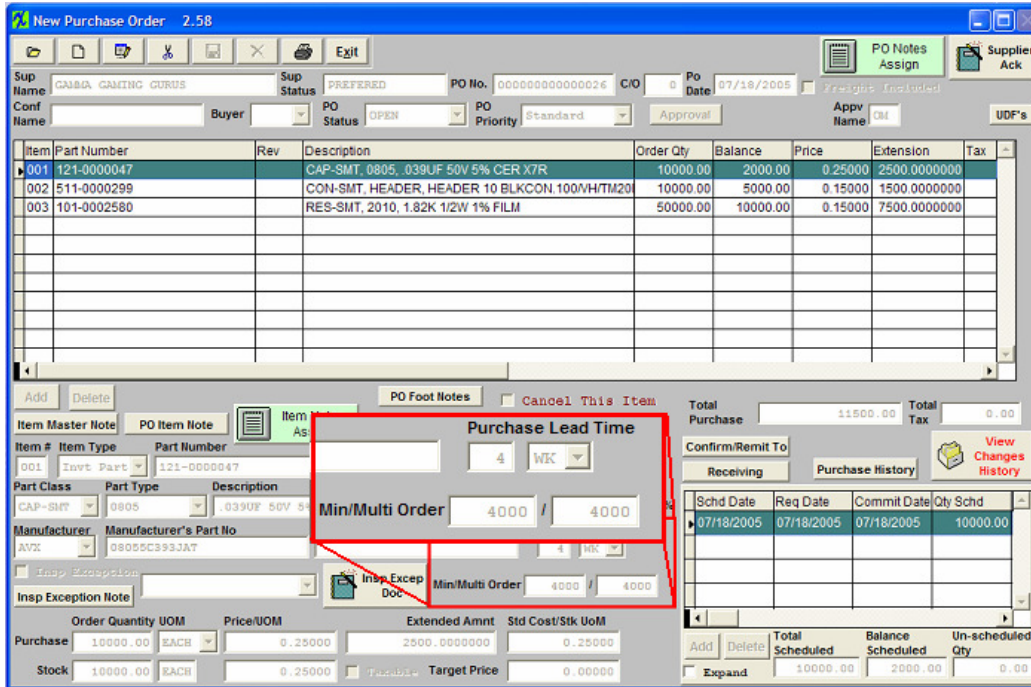 New Purchase Order 2.58
Exit
PO Notes Assign
Supplier Ack
Sup Name GAMMA GAMING GURUS Sup Status PREFERED PO No. 000000000000026 C/O 0 Po Date 07/18/2005 Freight Included
Conf Name Buyer PO Status OPEN PO Priority Standard Approval Appv Name OM UDF's
Item Part Number Rev Description Order Qty Balance Price Extension Tax
001 121-0000047 CAP-SMT, 0805, .039UF 50V 5% CER X7R 10000.00 2000.00 0.25000 2500.0000000
002 511-0000299 CON-SMT, HEADER, HEADER 10 BLKCON.100/VH/TM20 10000.00 5000.00 0.15000 1500.0000000
003 101-0002580 RES-SMT, 2010, 1.82K 1/2W 1% FILM 50000.00 10000.00 0.15000 7500.0000000
Add Delete PO Foot Notes Cancel This Item Total Purchase 11500.00 Total Tax 0.00
Item Master Note PO Item Note Item
Confirm/Remit To
View Changes History
Receiving Purchase History
Item # Item Type Part Number
001 Invt Part 121-0000047
Part Class Part Type Description
CAP-SMT 0805 .039UF 50V
Manufacturer Manufacturer's Part No
AVX 08055C393JAT
Purchase Lead Time
4 WK
Min/Multi Order 4000 / 4000
4 WK
Min/Multi Order 4000 / 4000
Insp Exception
Insp Exception Note
Insp Excep Doc
Schd Date Req Date Commit Date Qty Schd
07/18/2005 07/18/2005 07/18/2005 10000.00
Order Quantity UOM Price/UOM Extended Amnt Std Cost/Stk UoM
Purchase 10000.00 EACH 0.25000 2500.0000000 0.25000
Stock 10000.00 EACH 0.25000 Taxable Target Price 0.00000
Add Delete Total Scheduled Balance Scheduled Un-scheduled Qty
Expand 10000.00 2000.00 0.00